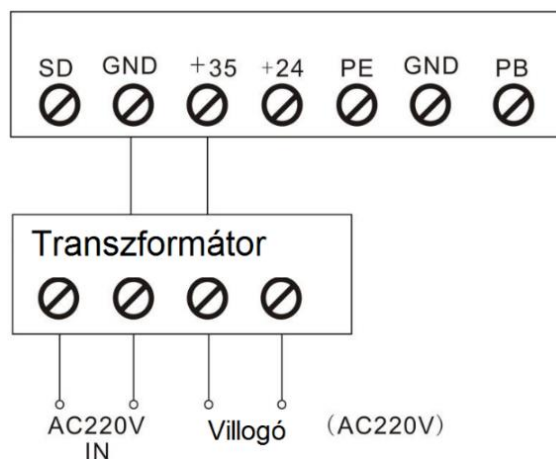 SD GND +35 +24 PE GND PB
Transzformátor
AC220V Villogó (AC220V)
IN